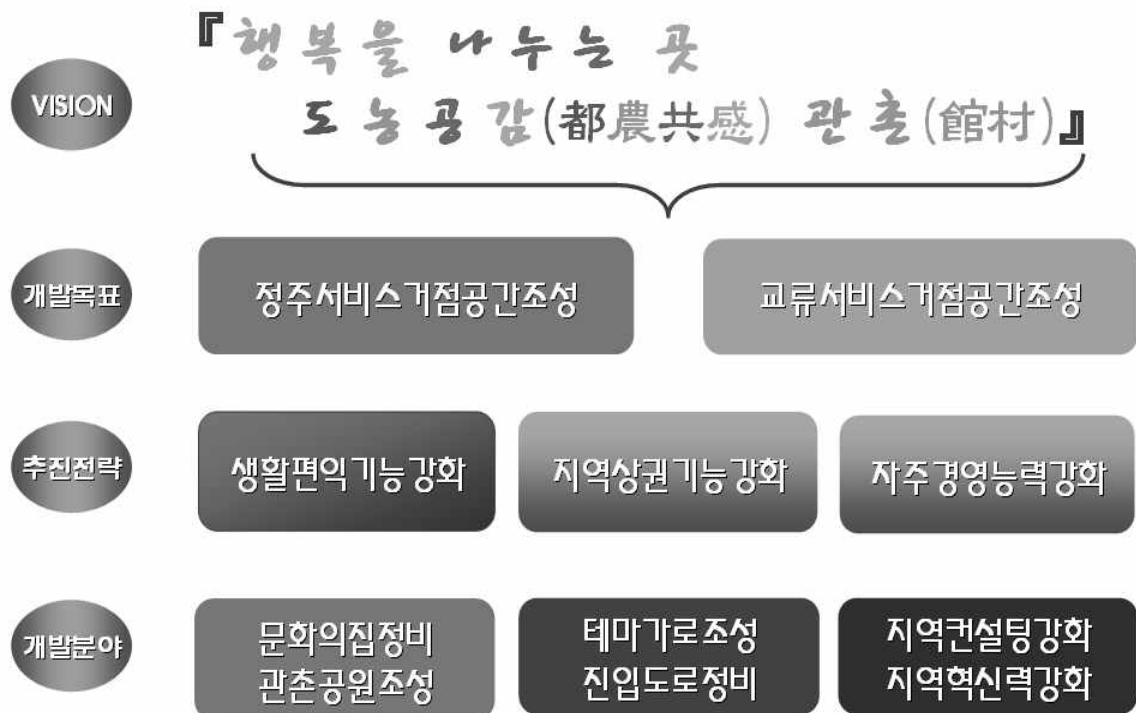 VISION
『행복을 나누는 곳
도농공감(都農共感) 관촌(館村)』
개발목표
정주서비스거점공간조성
교류서비스거점공간조성
추진전략
생활편익기능강화
지역상권기능강화
자주경영능력강화
개발분야
문화의집정비
관촌공원조성
테마가로조성
진입도로정비
지역컨설팅강화
지역혁신력강화